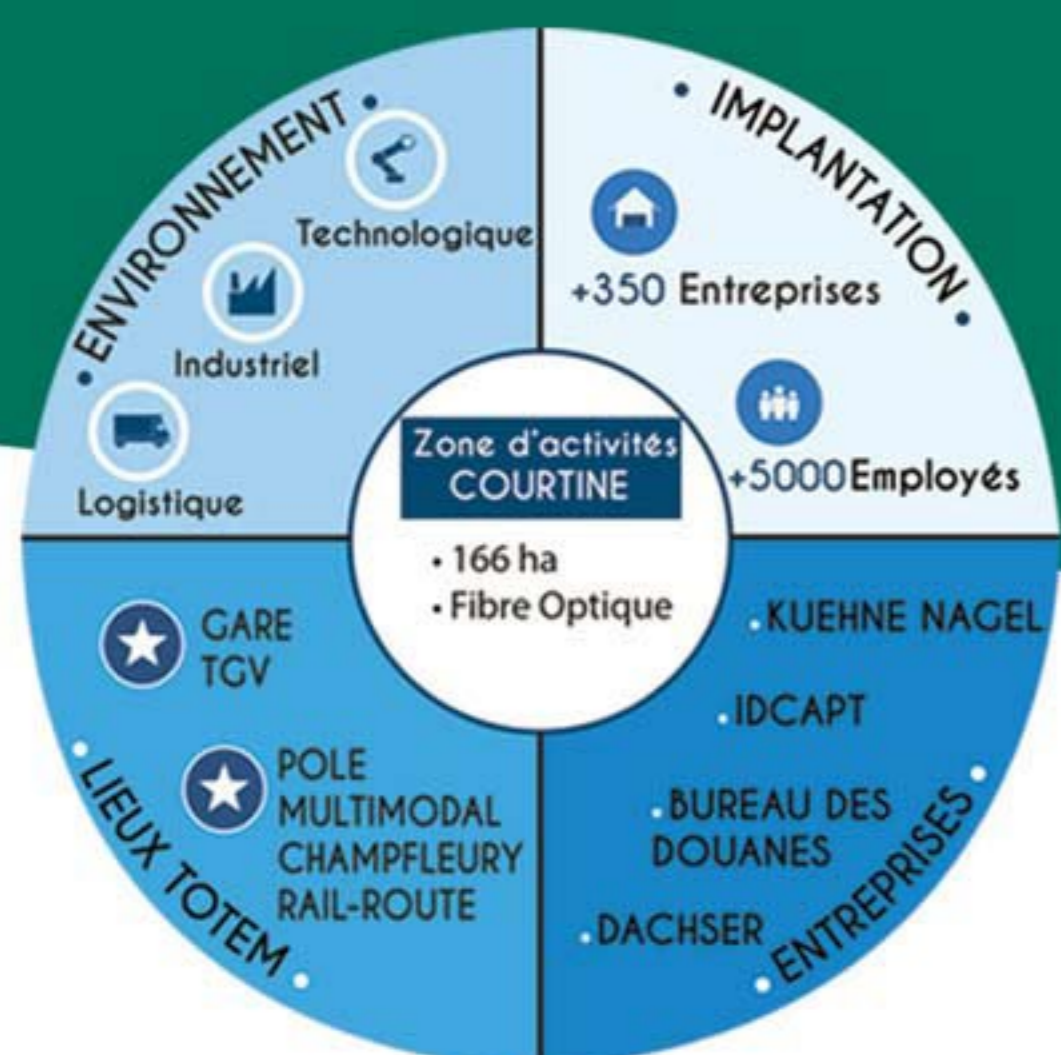 • ENVIRONNEMENT •
Technologique
Industriel
Logistique
• IMPLANTATION •
+350 Entreprises
+5000 Employés
Zone d'activités
COURTINE
• 166 ha
• Fibre Optique
GARE
TGV
POLE
MULTIMODAL
CHAMPFLEURY
RAIL-ROUTE
• LIEUX TOTEM •
• KUEHNE NAGEL
• IDCAPT
• BUREAU DES
DOUANES
• DACHSER
• ENTREPRISES •